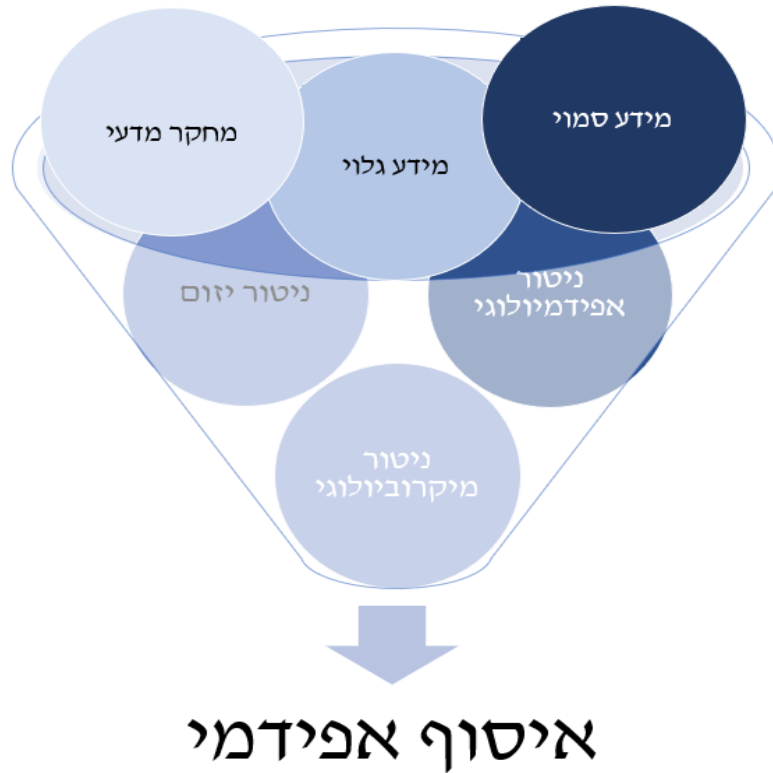 מידע סמוי
מידע גלוי
מחקר מדעי
ניטור
אפידמיולוגי
ניטור יזום
ניטור
מיקרוביולוגי
איסוף אפידמי